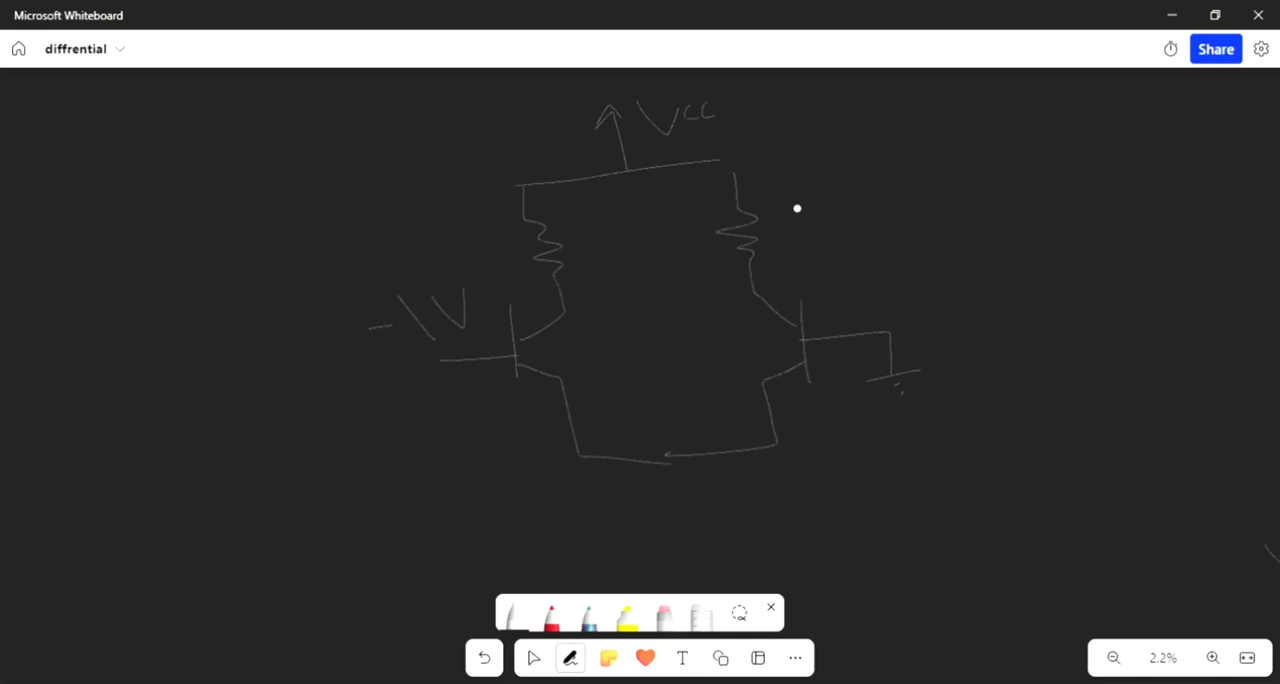 Microsoft Whiteboard
diffrential
Share
Vcc
-1V
T
2.2%